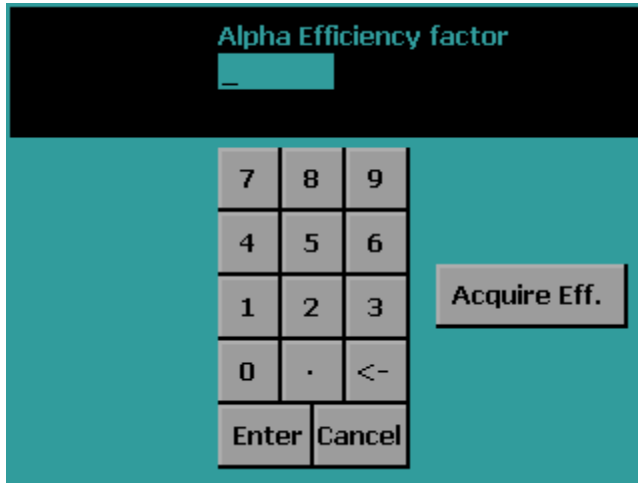 Alpha Efficiency factor
_
7 8 9
4 5 6
1 2 3
0 . <-
Enter Cancel
Acquire Eff.